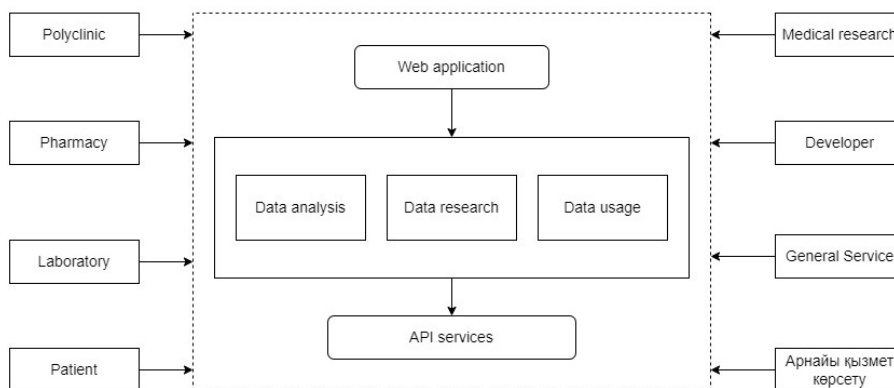 Polyclinic
Pharmacy
Laboratory
Patient
Web application
Data analysis
Data research
Data usage
API services
Medical research
Developer
General Service
Арнайы қызмет
көрсету